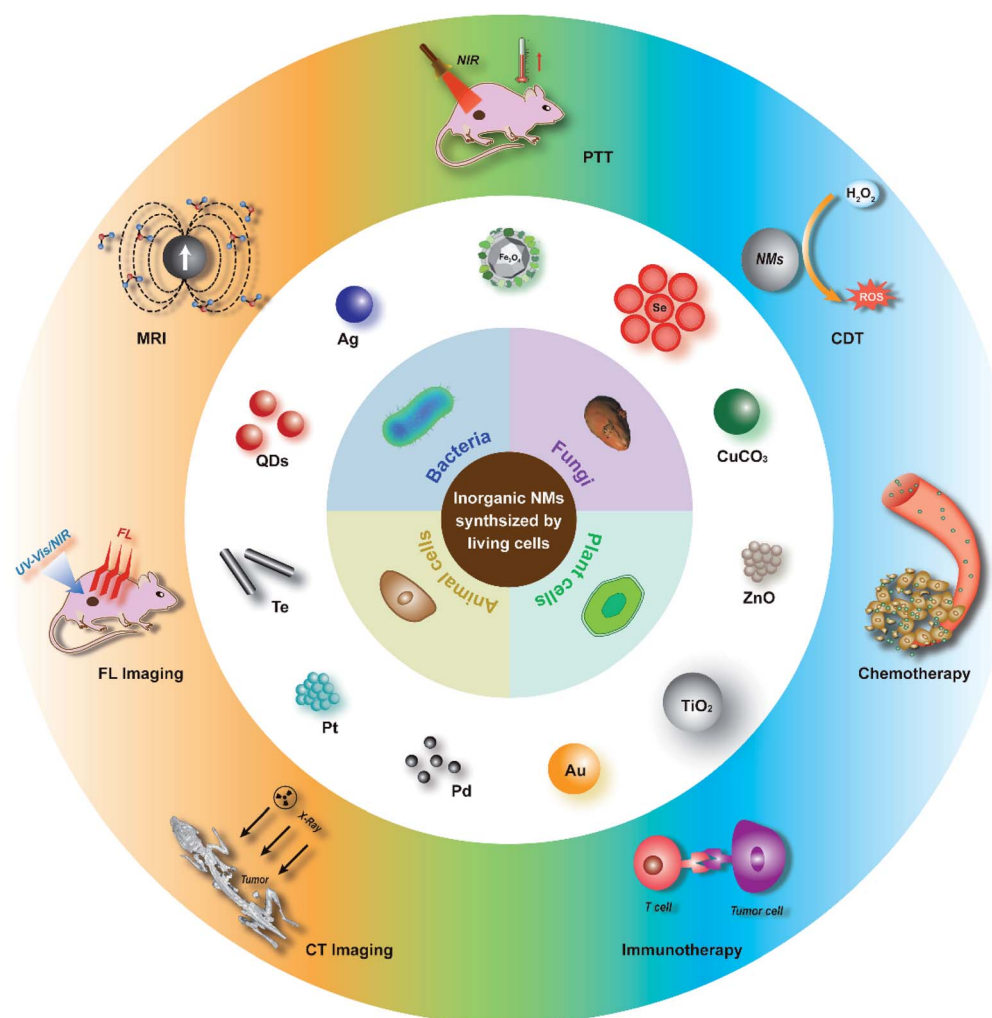 NIR
PTT
H₂O₂
NMs
ROS
CDT
MRI
Fe₃O₄
Se
Ag
QDs
CuCO₃
Bacteria
Fungi
Inorganic NMs
synthsized by
living cells
Animal cells
Plant cells
UV-Vis/NIR
FL
FL Imaging
Te
ZnO
Chemotherapy
Pt
TiO₂
Pd
Au
X-Ray
Tumor
CT Imaging
T cell
Tumor cell
Immunotherapy